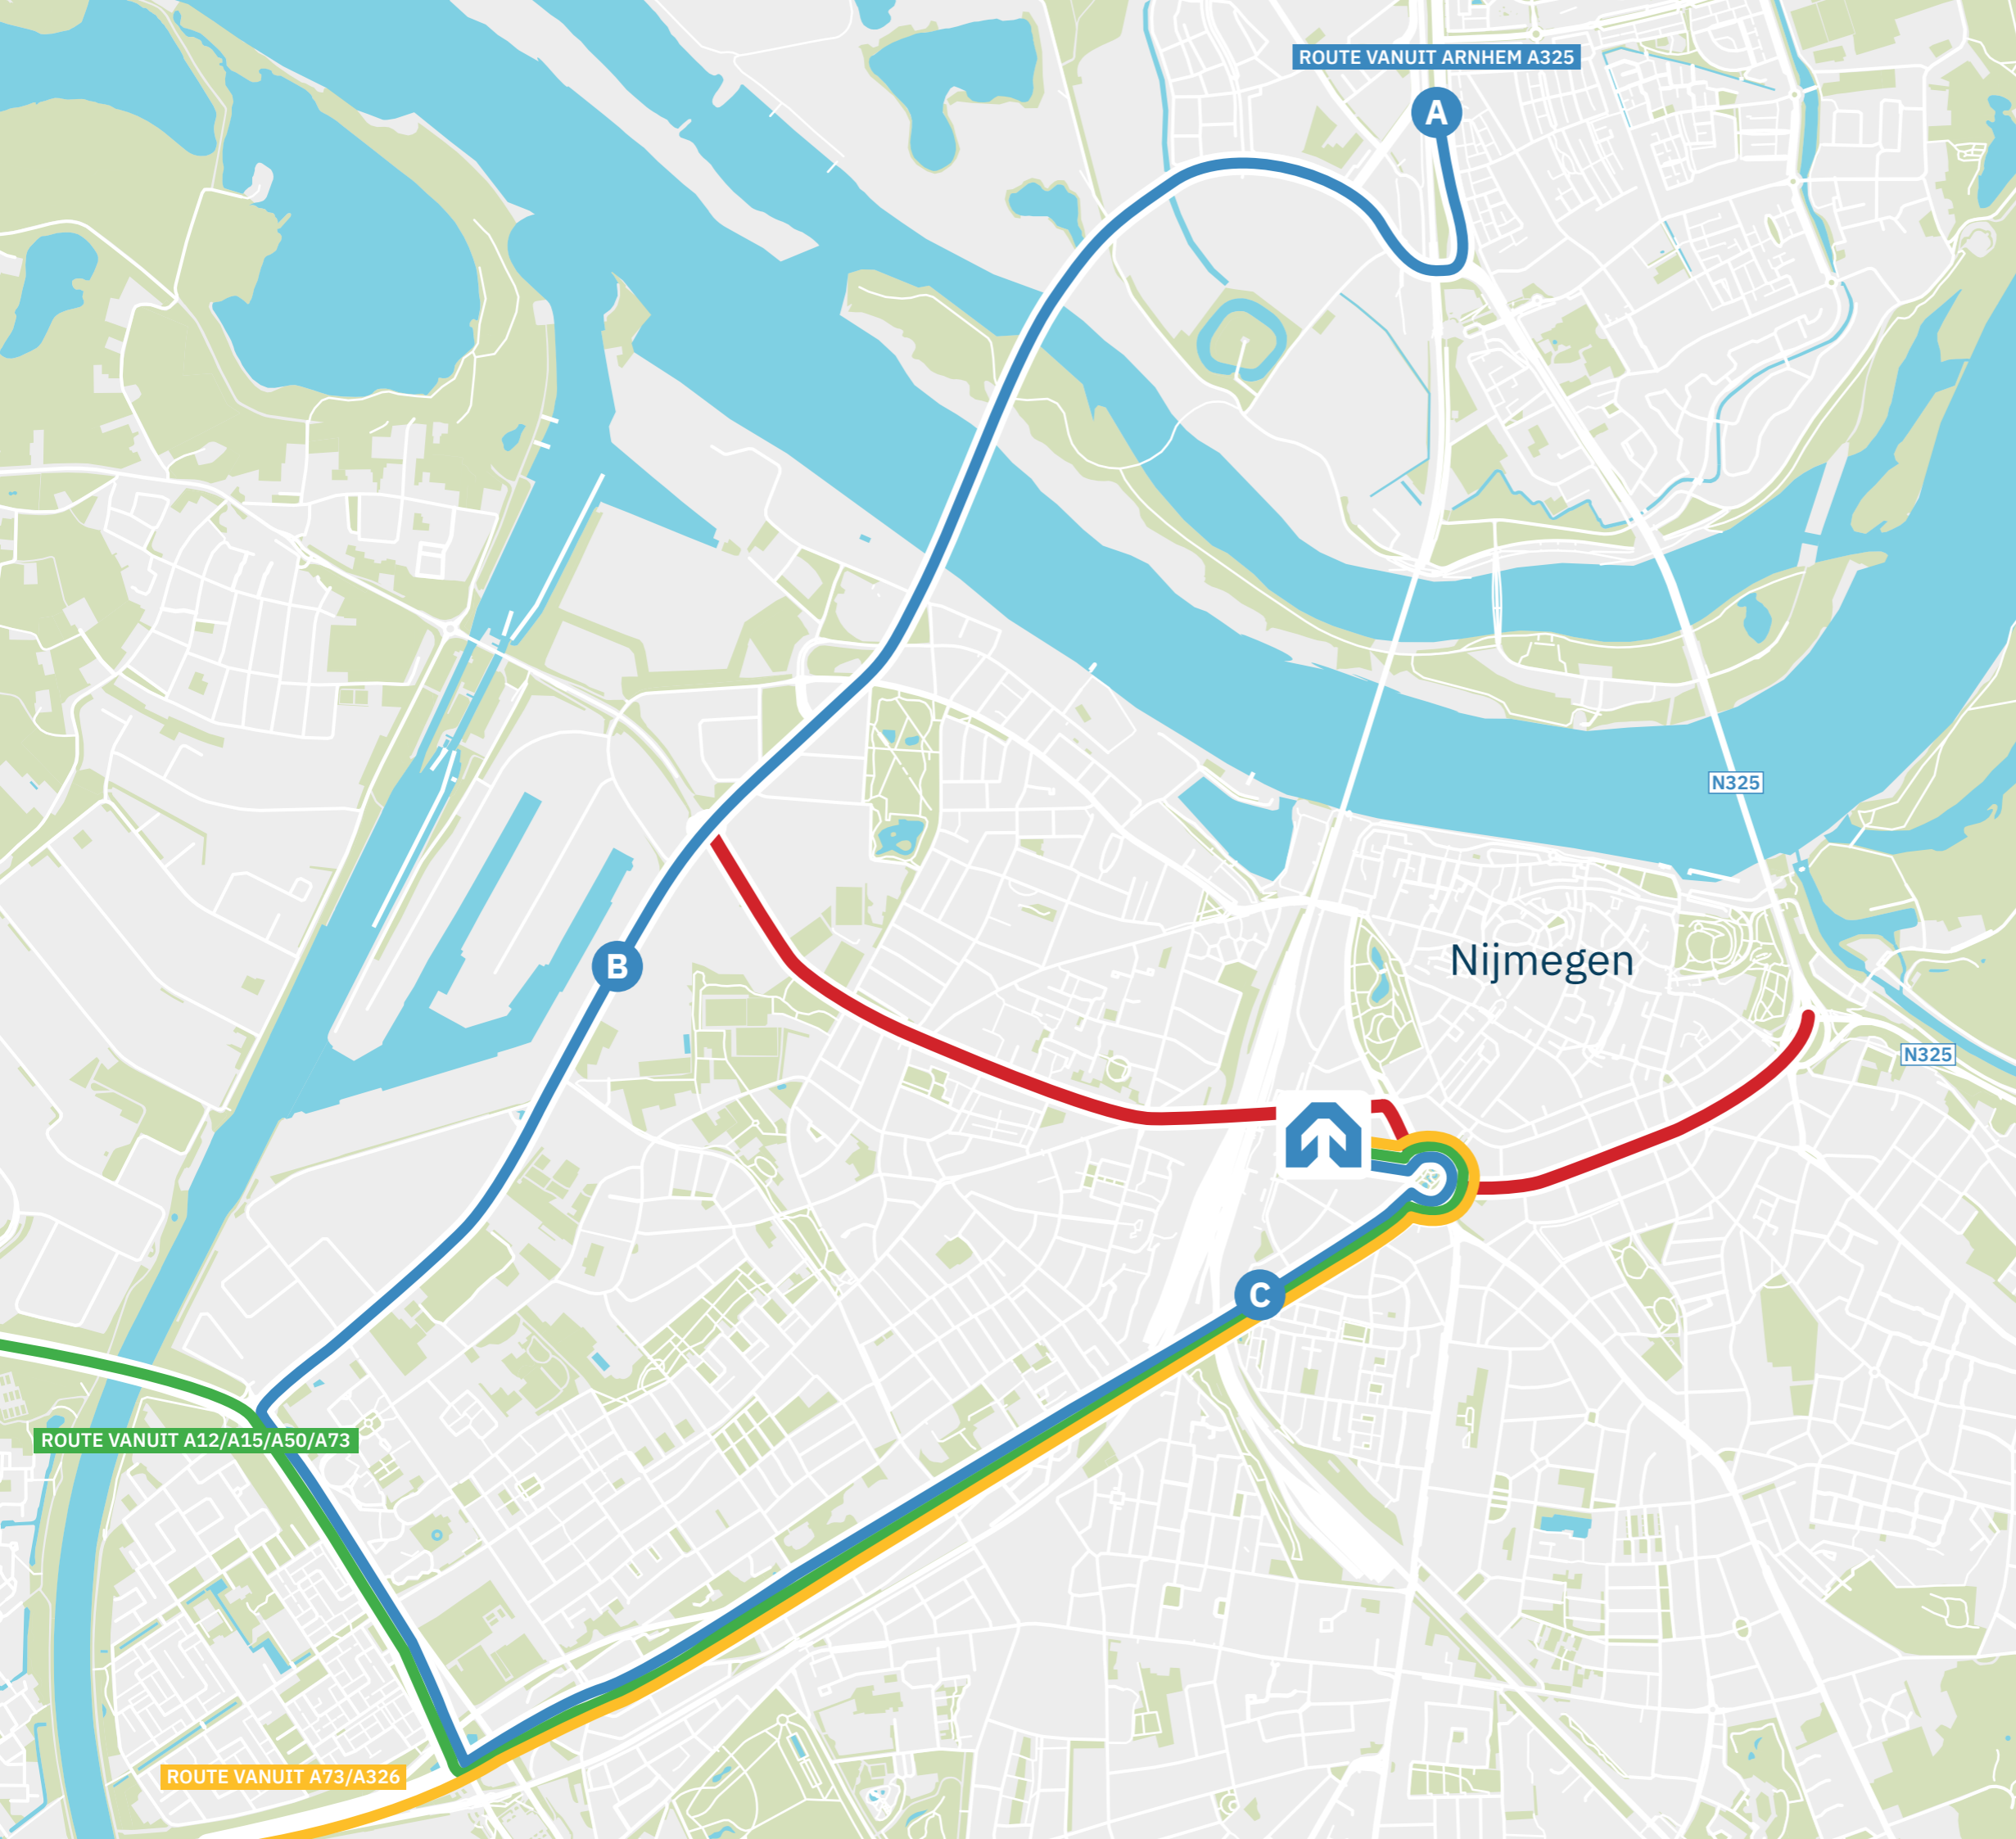 ROUTE VANUIT ARNHEM A325
A
N325
B
Nijmegen
N325
C
ROUTE VANUIT A12/A15/A50/A73
ROUTE VANUIT A73/A326